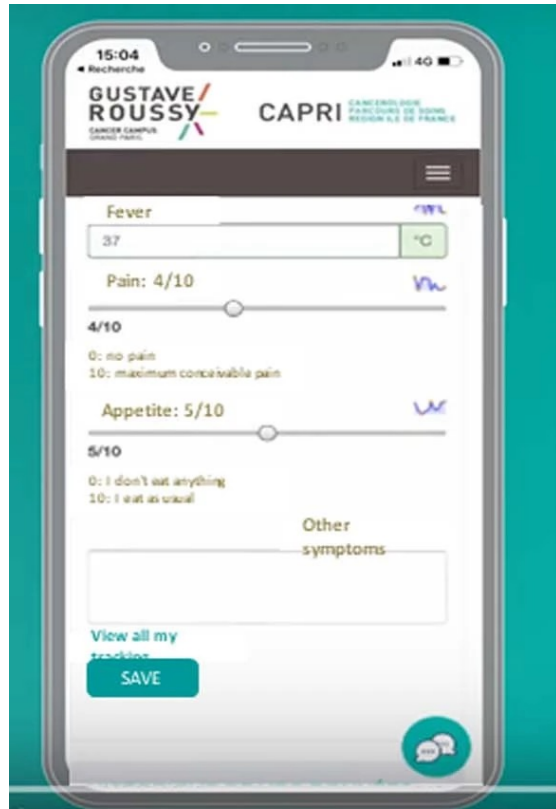 15:04
4G
◂ Recherche
GUSTAVE/
ROUSSY
CANCER CAMPUS
GRAND PARIS
CAPRI
CANCEROLOGIE
PARCOURS DE SOINS
REGION ILE DE FRANCE
Fever
37
°C
Pain: 4/10
4/10
0: no pain
10: maximum conceivable pain
Appetite: 5/10
5/10
0: I don't eat anything
10: I eat as usual
Other
symptoms
View all my
tracking
SAVE